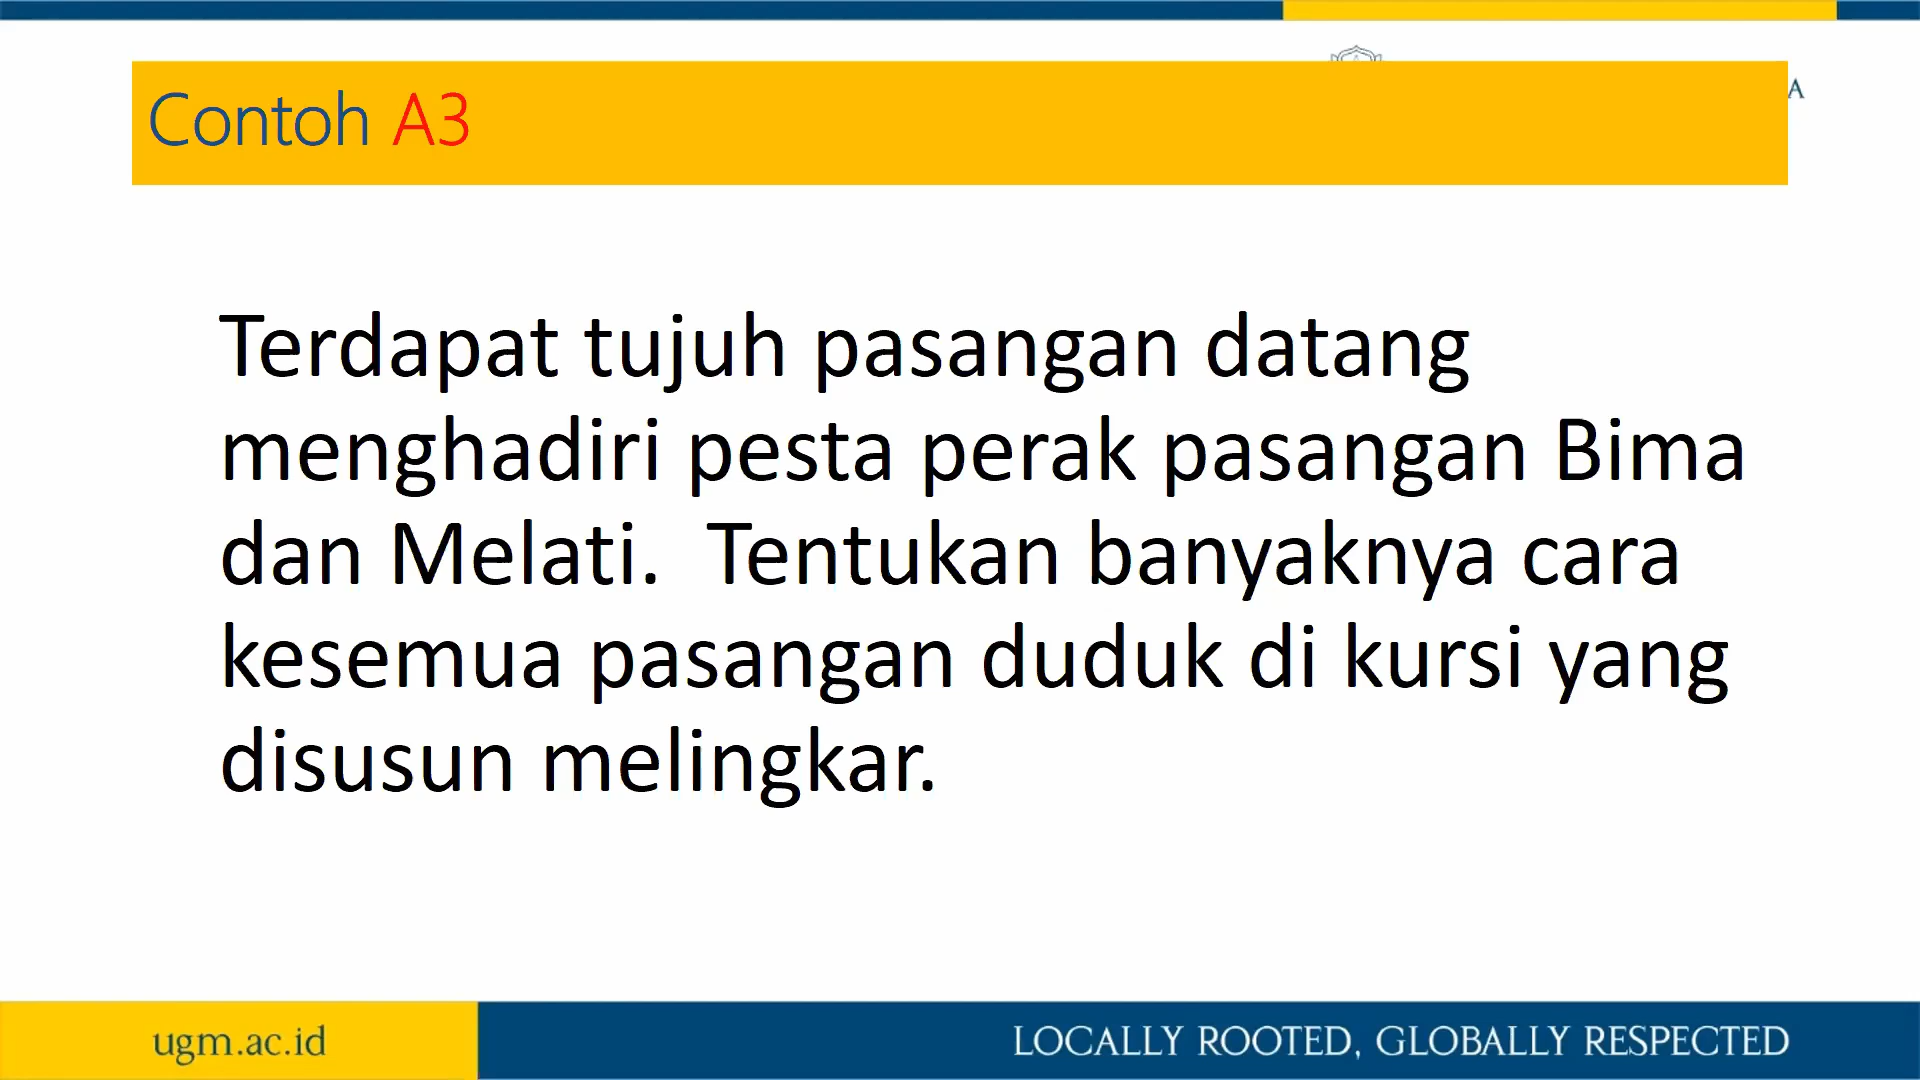 A
Contoh A3
Terdapat tujuh pasangan datang
menghadiri pesta perak pasangan Bima
dan Melati.  Tentukan banyaknya cara
kesemua pasangan duduk di kursi yang
disusun melingkar.
ugm.ac.id
LOCALLY ROOTED, GLOBALLY RESPECTED